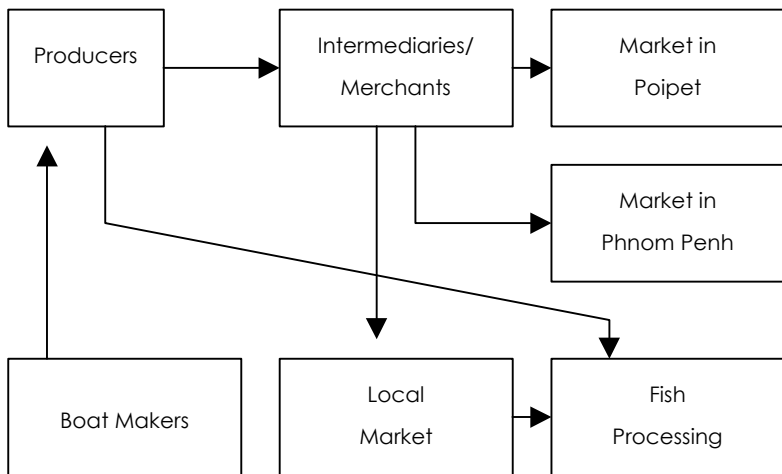 Producers
Intermediaries/
Merchants
Market in
Poipet
Market in
Phnom Penh
Boat Makers
Local
Market
Fish
Processing